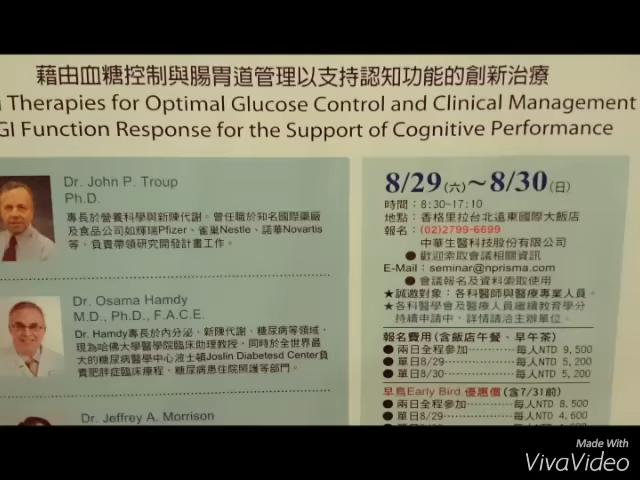 藉由血糖控制與腸胃道管理以支持認知功能的創新治療
Therapies for Optimal Glucose Control and Clinical Management
GI Function Response for the Support of Cognitive Performance
Dr. John P. Troup
Ph.D.
專長於營養科學與新陳代謝。曾任職於知名國際藥廠
及食品公司如輝瑞Pfizer、雀巢Nestle、諾華Novartis
等，負責帶領研究開發計畫工作。
Dr. Osama Hamdy
M.D., Ph.D., F.A.C.E.
Dr. Hamdy專長於內分泌、新陳代謝、糖尿病等領域，
現為哈佛大學醫學院臨床助理教授，同時於全世界最
大的糖尿病醫學中心波士頓Joslin Diabetesd Center負
責肥胖症臨床療程、糖尿病患住院照護等部門。
Dr. Jeffrey A. Morrison
8/29(六)～8/30(日)
時間：8:30~17:10
地點：香格里拉台北遠東國際大飯店
報名：(02)2799-6699
中華生醫科技股份有限公司
●歡迎索取會議相關資訊
E-Mail：seminar@nprisma.com
●會議報名及資料索取使用
★誠邀對象：各科醫師與醫療專業人員。
★各科醫學會及醫療人員繼續教育學分
持續申請中，詳情請洽主辦單位。
報名費用(含飯店午餐、早午茶)
●兩日全程參加------------每人NTD 9,500
●單日8/29------------每人NTD 5,200
●單日8/30------------每人NTD 5,200
早鳥Early Bird 優惠價(含7/31前)
●兩日全程參加------------每人NTD 8,500
●單日8/29------------每人NTD 4,600
Made With
VivaVideo